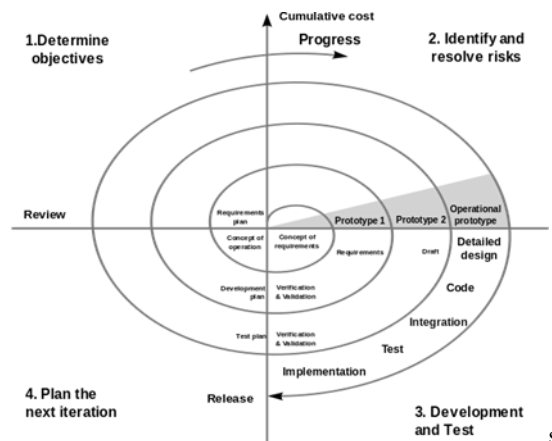 Cumulative cost
1.Determine
objectives
Progress
2. Identify and
resolve risks
Requirements
plan
Review
Prototype 1
Prototype 2
Operational
prototype
Concept of
operation
Concept of
requirements
Requirements
Draft
Detailed
design
Development
plan
Verification
& Validation
Code
Integration
Test plan
Verification
& Validation
Test
Implementation
4. Plan the
next iteration
Release
3. Development
and Test